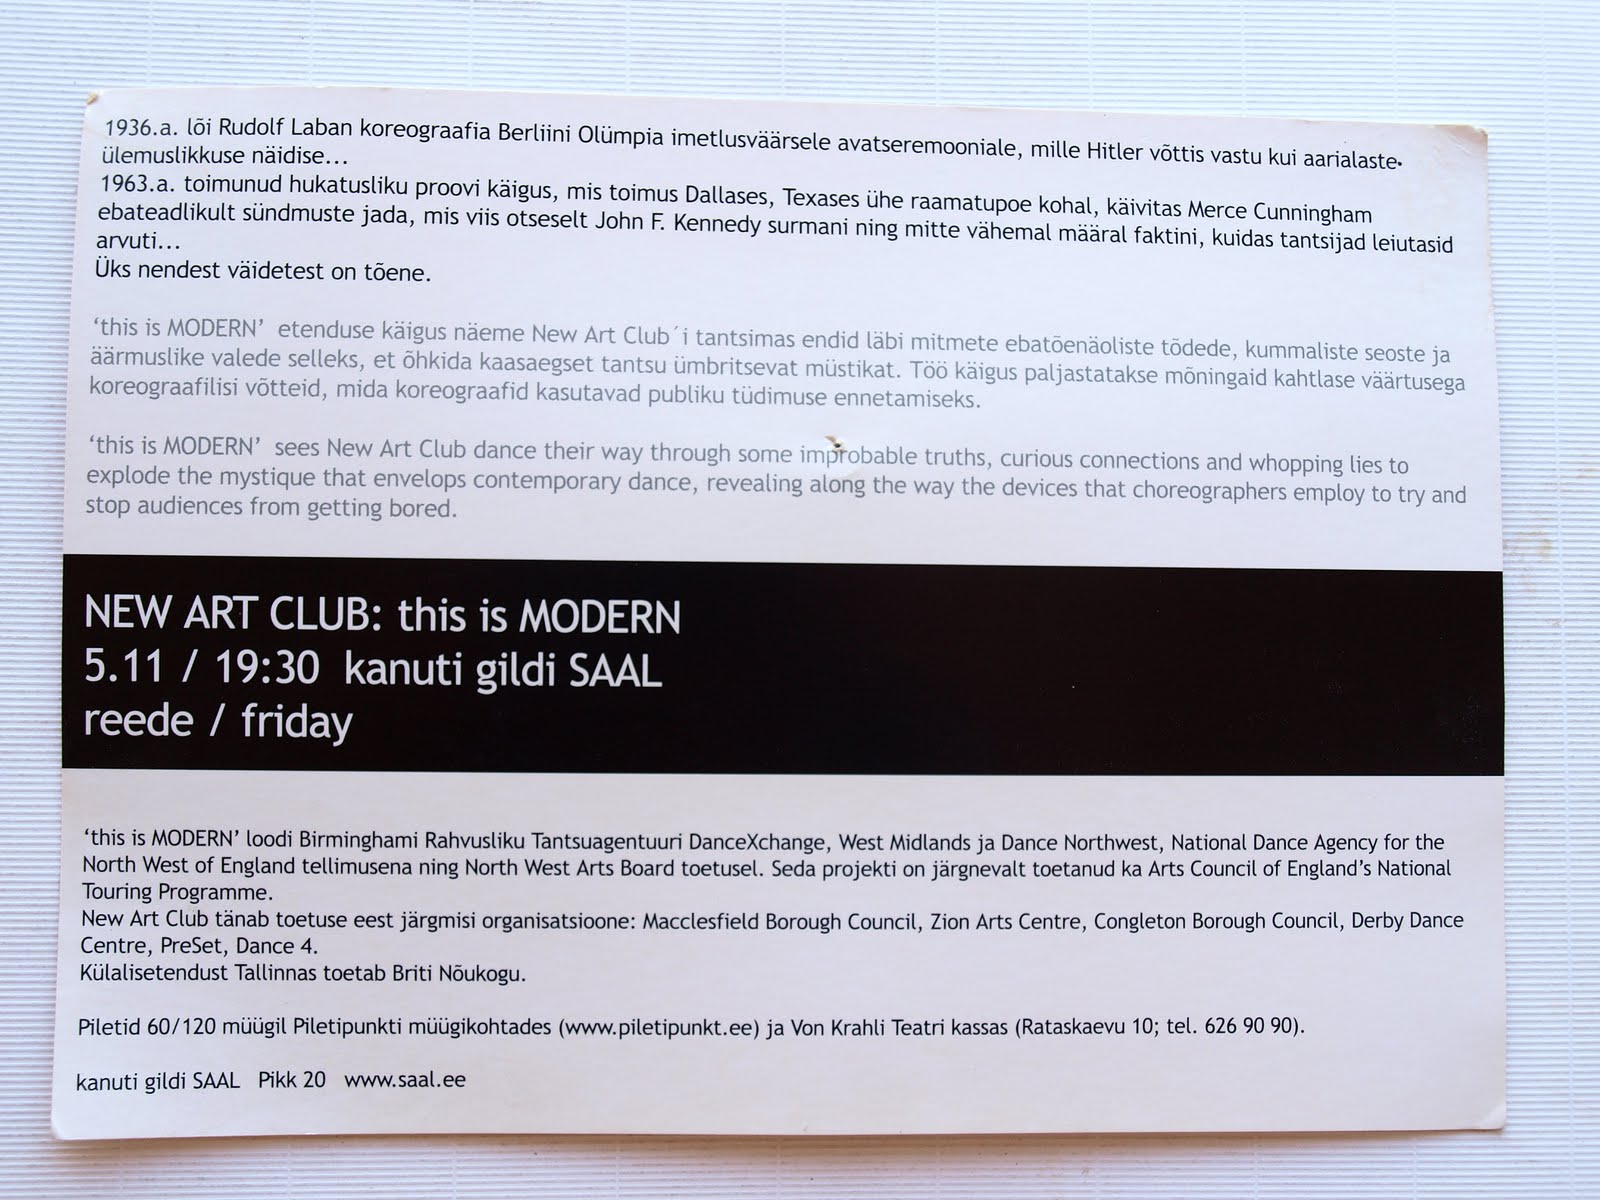 1936.a. lõi Rudolf Laban koreograafia Berliini Olümpia imetlusväärsele avatseremooniale, mille Hitler võttis vastu kui aarialaste
ülemuslikkuse näidise...
1963.a. toimunud hukatusliku proovi käigus, mis toimus Dallases, Texases ühe raamatupoe kohal, käivitas Merce Cunningham
ebateadlikult sündmuste jada, mis viis otseselt John F. Kennedy surmani ning mitte vähemal määral faktini, kuidas tantsijad leiutasid
arvuti...
Üks nendest väidetest on tõene.
‘this is MODERN’ etenduse käigus näeme New Art Club´i tantsimas endid läbi mitmete ebatõenäoliste tõdede, kummaliste seoste ja
äärmuslike valede selleks, et õhkida kaasaegset tantsu ümbritsevat müstikat. Töö käigus paljastatakse mõningaid kahtlase väärtusega
koreograafilisi võtteid, mida koreograafid kasutavad publiku tüdimuse ennetamiseks.
‘this is MODERN’ sees New Art Club dance their way through some improbable truths, curious connections and whopping lies to
explode the mystique that envelops contemporary dance, revealing along the way the devices that choreographers employ to try and
stop audiences from getting bored.
NEW ART CLUB: this is MODERN
5.11 / 19:30 kanuti gildi SAAL
reede / friday
‘this is MODERN’ loodi Birminghami Rahvusliku Tantsuagentuuri DanceXchange, West Midlands ja Dance Northwest, National Dance Agency for the
North West of England tellimusena ning North West Arts Board toetusel. Seda projekti on järgnevalt toetanud ka Arts Council of England’s National
Touring Programme.
New Art Club tänab toetuse eest järgmisi organisatsioone: Macclesfield Borough Council, Zion Arts Centre, Congleton Borough Council, Derby Dance
Centre, PreSet, Dance 4.
Külalisetendust Tallinnas toetab Briti Nõukogu.
Piletid 60/120 müügil Piletipunkti müügikohtades (www.piletipunkt.ee) ja Von Krahli Teatri kassas (Rataskaevu 10; tel. 626 90 90).
kanuti gildi SAAL Pikk 20 www.saal.ee